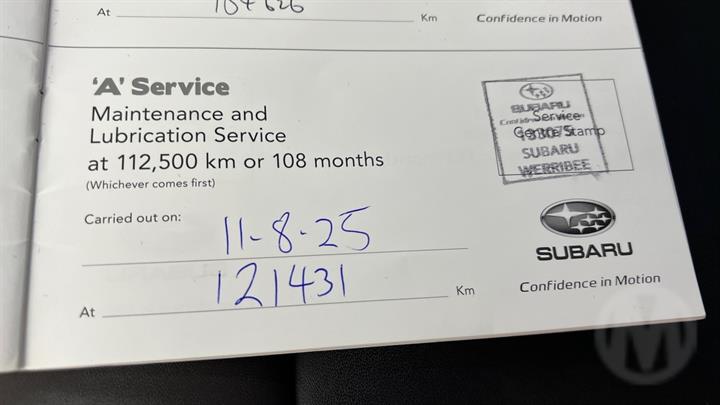 At 104626 Km
Confidence in Motion
'A' Service
Maintenance and
Lubrication Service
at 112,500 km or 108 months
(Whichever comes first)
Carried out on: 11-8-25
At 121431 Km
SUBARU
Service
Centre Stamp
SUBARU
WERRIBEE
SUBARU
Confidence in Motion
M